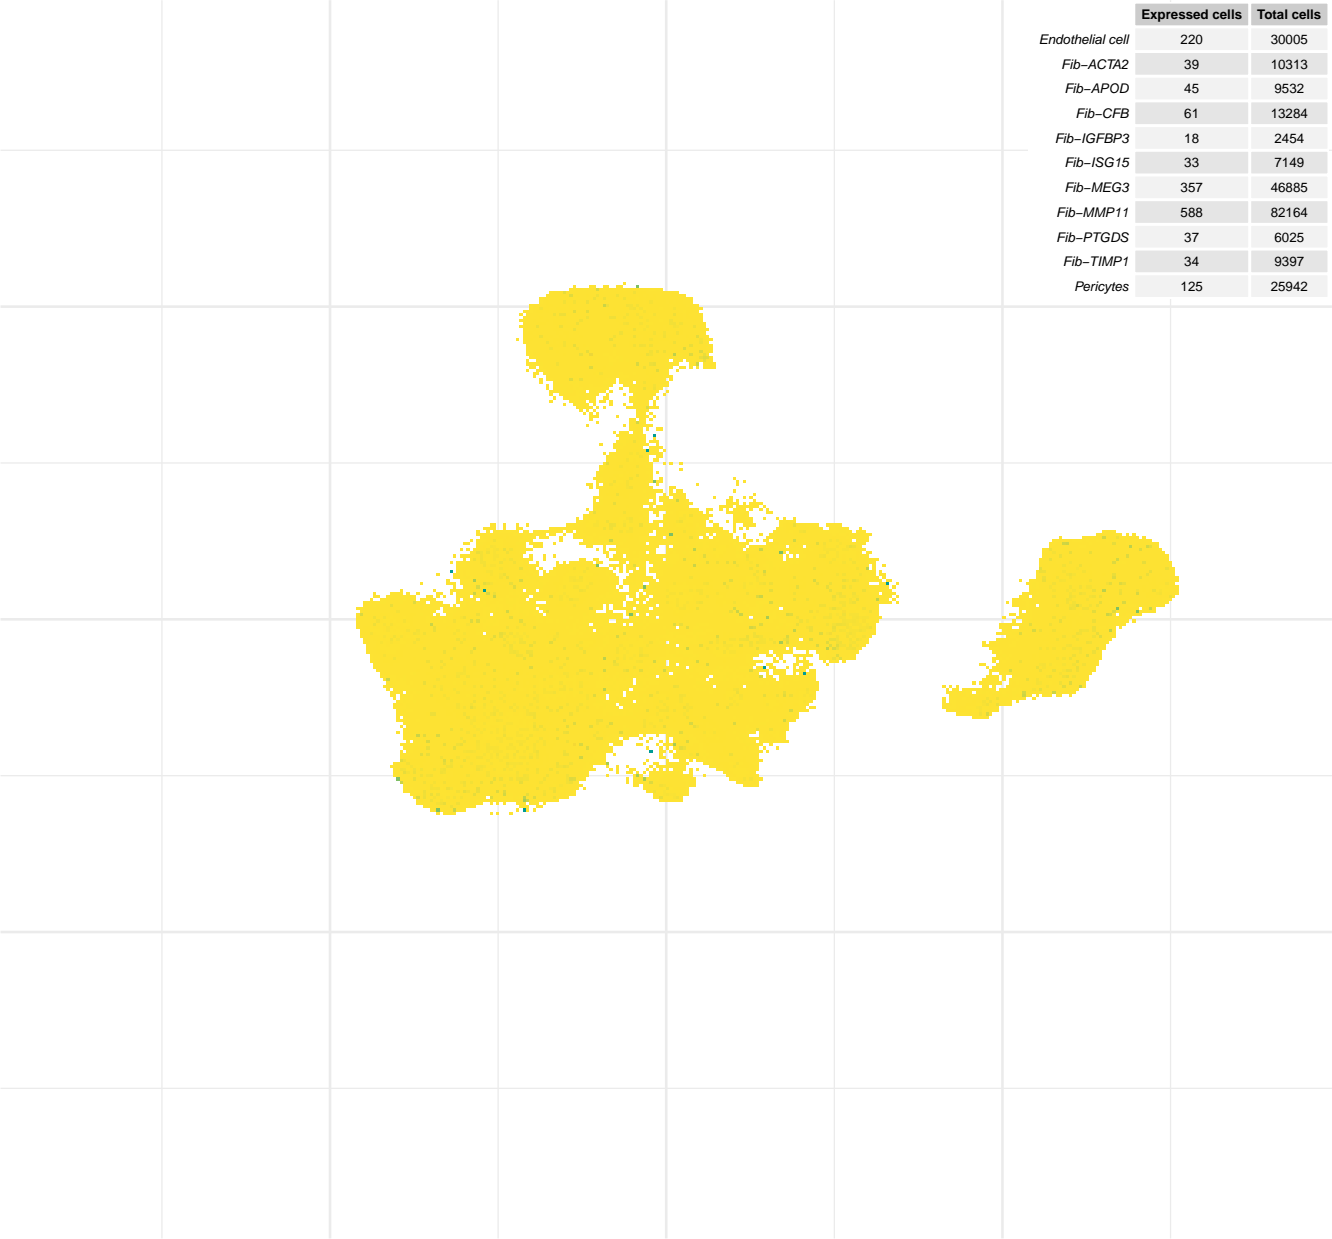 Expressed cells Total cells
Endothelial cell 220 30005
Fib−ACTA2 39 10313
Fib−APOD 45 9532
Fib−CFB 61 13284
Fib−IGFBP3 18 2454
Fib−ISG15 33 7149
Fib−MEG3 357 46885
Fib−MMP11 588 82164
Fib−PTGDS 37 6025
Fib−TIMP1 34 9397
Pericytes 125 25942